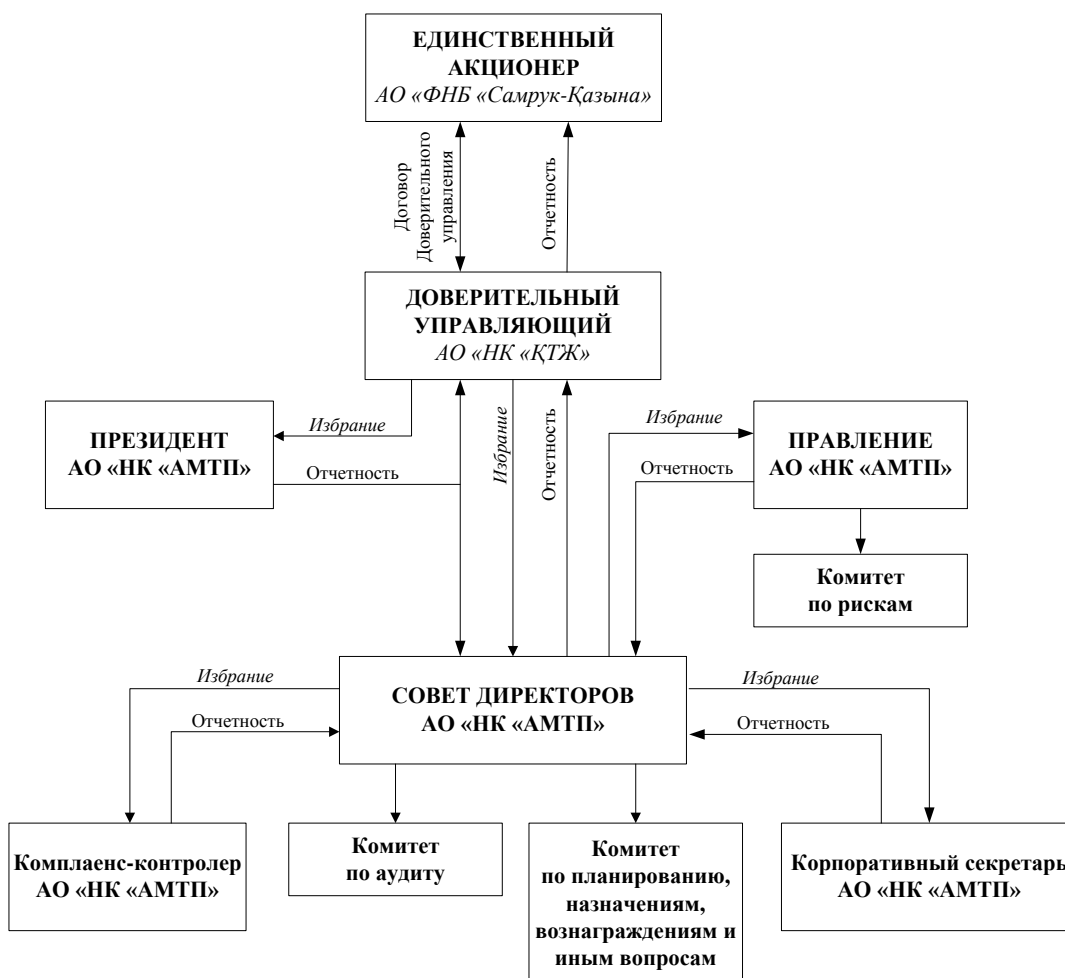 ЕДИНСТВЕННЫЙ
АКЦИОНЕР
АО «ФНБ «Самрук-Қазына»
Договор
Доверительного
управления
Отчетность
ДОВЕРИТЕЛЬНЫЙ
УПРАВЛЯЮЩИЙ
АО «НК «ҚТЖ»
ПРЕЗИДЕНТ
АО «НК «АМТП»
Избрание
Отчетность
Избрание
Отчетность
Избрание
Отчетность
ПРАВЛЕНИЕ
АО «НК «АМТП»
Комитет
по рискам
СОВЕТ ДИРЕКТОРОВ
АО «НК «АМТП»
Избрание
Отчетность
Избрание
Отчетность
Комплаенс-контролер
АО «НК «АМТП»
Комитет
по аудиту
Комитет
по планированию,
назначениям,
вознаграждениям и
иным вопросам
Корпоративный секретарь
АО «НК «АМТП»